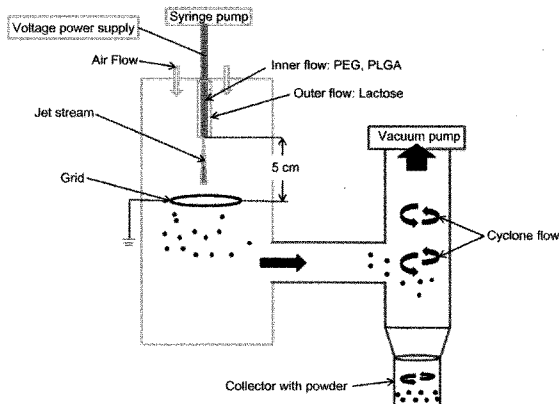 Syringe pump
Voltage power supply
Air Flow
Inner flow: PEG, PLGA
Outer flow: Lactose
Jet stream
Vacuum pump
5 cm
Grid
Cyclone flow
Collector with powder